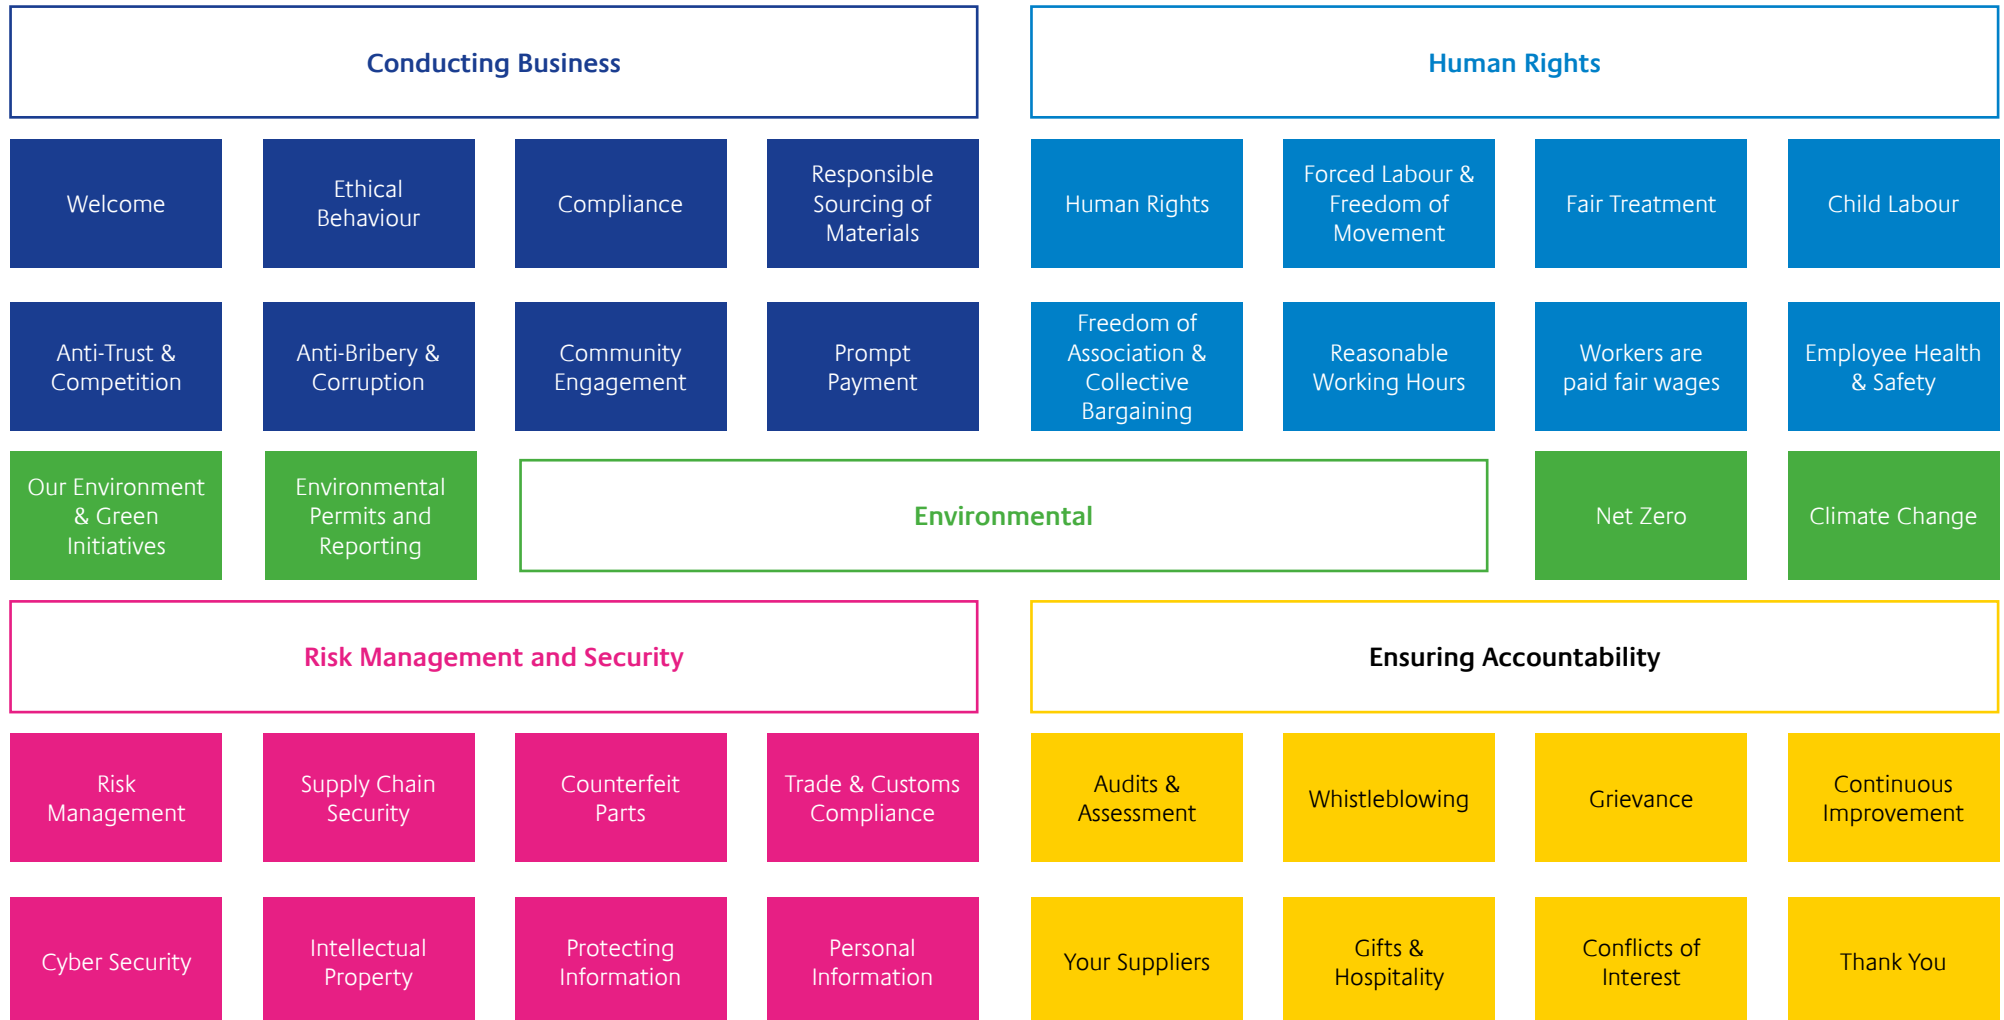 Conducting Business
Welcome
Ethical
Behaviour
Compliance
Responsible
Sourcing of
Materials
Anti-Trust &
Competition
Anti-Bribery &
Corruption
Community
Engagement
Prompt
Payment
Human Rights
Human Rights
Forced Labour &
Freedom of
Movement
Fair Treatment
Child Labour
Freedom of
Association &
Collective
Bargaining
Reasonable
Working Hours
Workers are
paid fair wages
Employee Health
& Safety
Our Environment
& Green
Initiatives
Environmental
Permits and
Reporting
Environmental
Net Zero
Climate Change
Risk Management and Security
Risk
Management
Supply Chain
Security
Counterfeit
Parts
Trade & Customs
Compliance
Cyber Security
Intellectual
Property
Protecting
Information
Personal
Information
Ensuring Accountability
Audits &
Assessment
Whistleblowing
Grievance
Continuous
Improvement
Your Suppliers
Gifts &
Hospitality
Conflicts of
Interest
Thank You